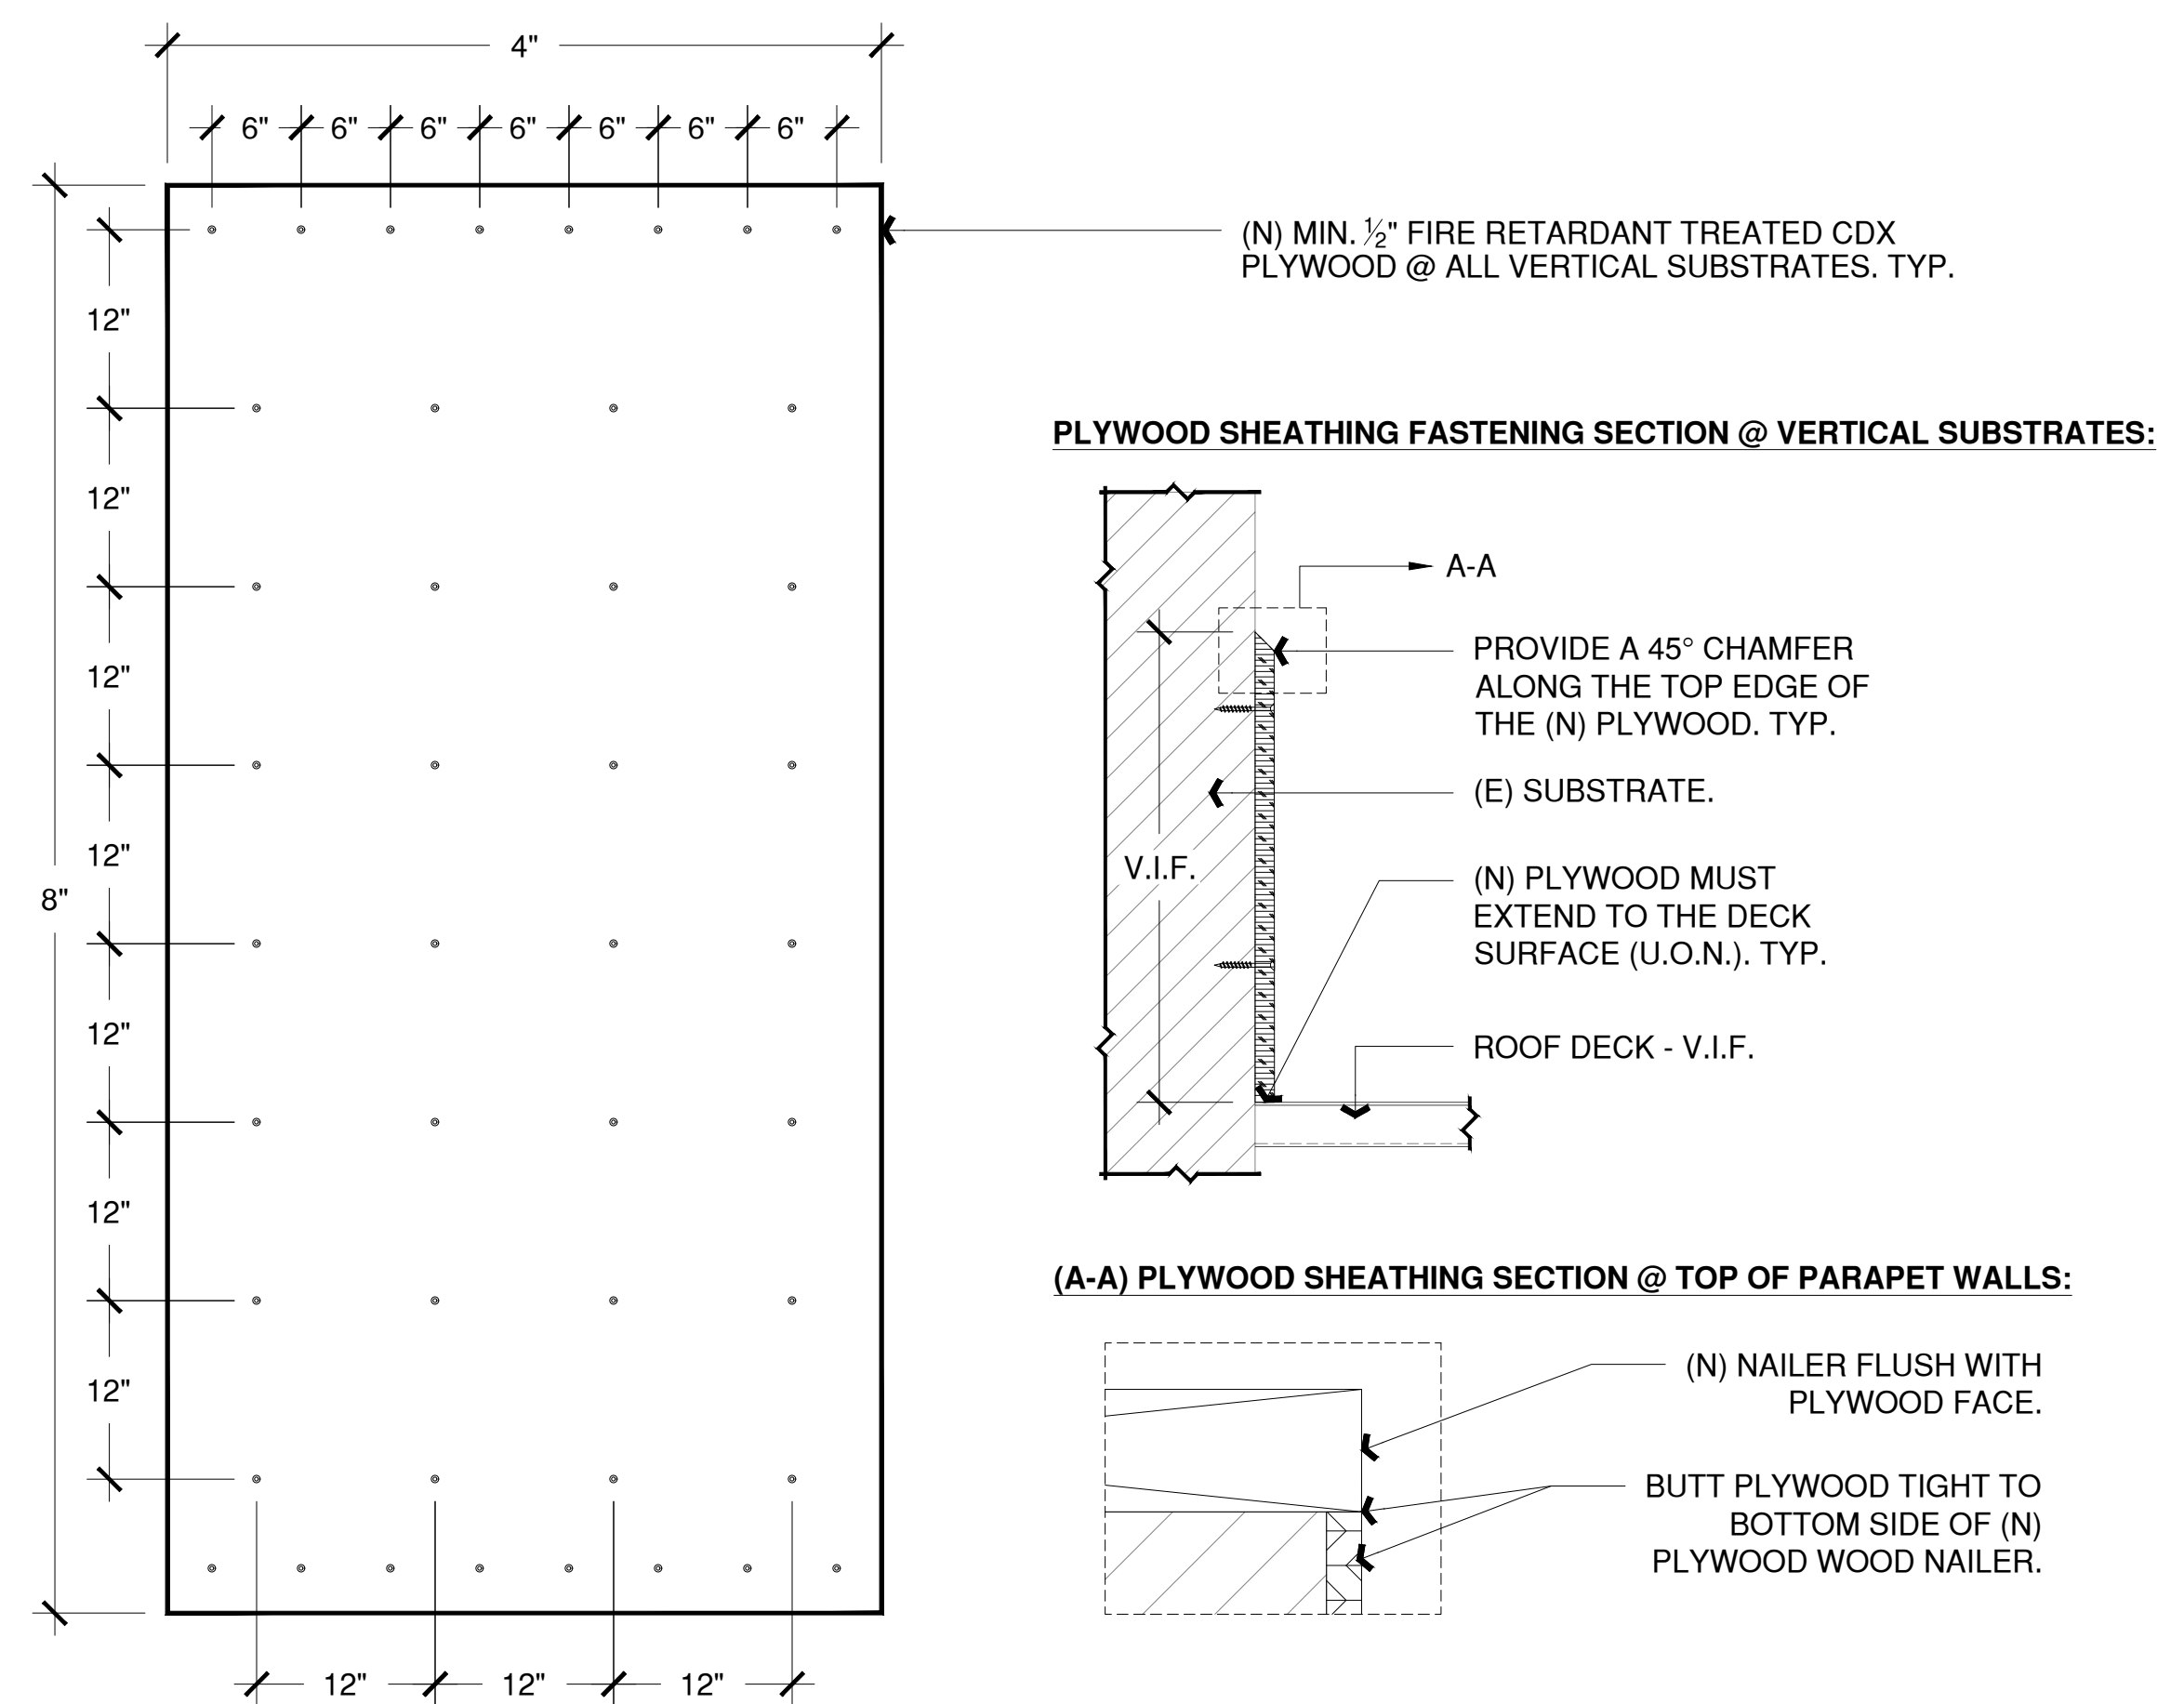 4"
6" 6" 6" 6" 6" 6" 6"
12"
12"
12"
12"
8"
12"
12"
12"
12" 12" 12"
(N) MIN. ½" FIRE RETARDANT TREATED CDX
PLYWOOD @ ALL VERTICAL SUBSTRATES. TYP.
PLYWOOD SHEATHING FASTENING SECTION @ VERTICAL SUBSTRATES:
A-A
PROVIDE A 45° CHAMFER
ALONG THE TOP EDGE OF
THE (N) PLYWOOD. TYP.
(E) SUBSTRATE.
V.I.F.
(N) PLYWOOD MUST
EXTEND TO THE DECK
SURFACE (U.O.N.). TYP.
ROOF DECK - V.I.F.
(A-A) PLYWOOD SHEATHING SECTION @ TOP OF PARAPET WALLS:
(N) NAILER FLUSH WITH
PLYWOOD FACE.
BUTT PLYWOOD TIGHT TO
BOTTOM SIDE OF (N)
PLYWOOD WOOD NAILER.